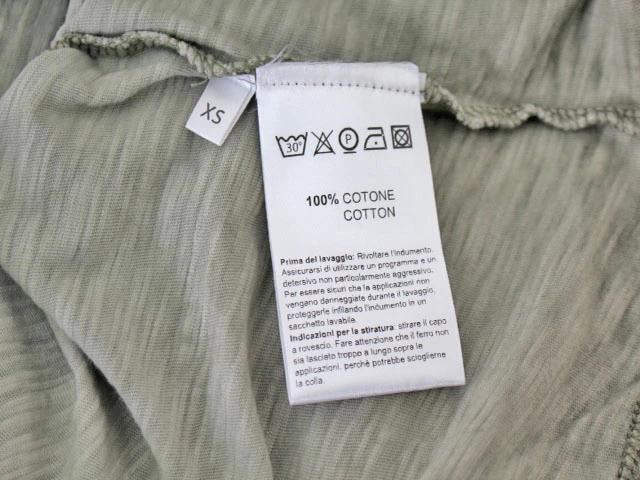 XS
30°
P
100% COTONE
COTTON
Prima del lavaggio: Rivoltare l'indumento.
Assicurarsi di utilizzare un programma e un
detersivo non particolarmente aggressivo.
Per essere sicuri che la applicazioni non
vengano danneggiate durante il lavaggio,
proteggerle infilando l'indumento in un
sacchetto lavabile.
Indicazioni per la stiratura: stirare il capo
a rovescio. Fare attenzione che il ferro non
sia lasciato troppo a lungo sopra le
applicazioni, perchè potrebbe scioglierne
la colla.